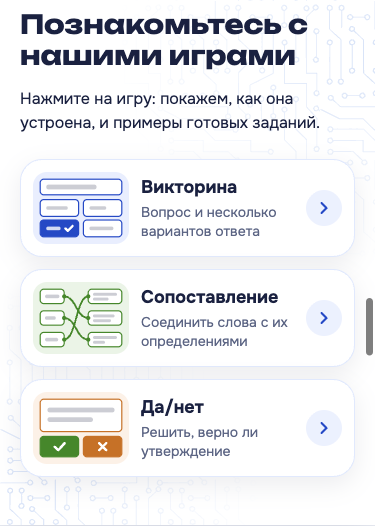 Познакомьтесь с
нашими играми
Нажмите на игру: покажем, как она
устроена, и примеры готовых заданий.
Викторина
Вопрос и несколько
вариантов ответа
Сопоставление
Соединить слова с их
определениями
Да/нет
Решить, верно ли
утверждение